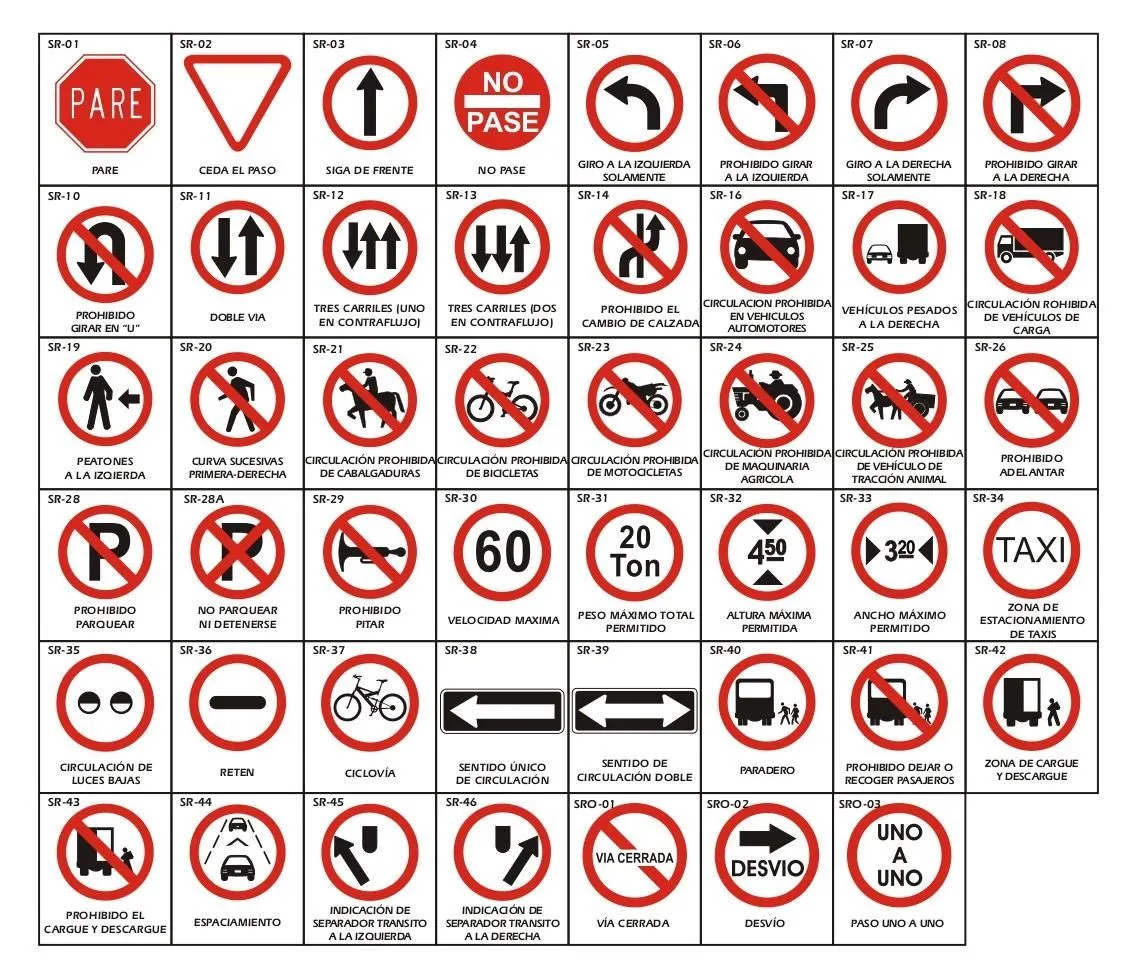 SR-01
PARE
PARE
SR-02
CEDA EL PASO
SR-03
SIGA DE FRENTE
SR-04
NO
PASE
NO PASE
SR-05
GIRO A LA IZQUIERDA
SOLAMENTE
SR-06
PROHIBIDO GIRAR
A LA IZQUIERDA
SR-07
GIRO A LA DERECHA
SOLAMENTE
SR-08
PROHIBIDO GIRAR
A LA DERECHA
SR-10
PROHIBIDO
GIRAR EN "U"
SR-11
DOBLE VIA
SR-12
TRES CARRILES (UNO
EN CONTRAFLUJO)
SR-13
TRES CARRILES (DOS
EN CONTRAFLUJO)
SR-14
PROHIBIDO EL
CAMBIO DE CALZADA
SR-16
CIRCULACION PROHIBIDA
EN VEHICULOS
AUTOMOTORES
SR-17
VEHÍCULOS PESADOS
A LA DERECHA
SR-18
CIRCULACIÓN ROHIBIDA
DE VEHÍCULOS DE
CARGA
SR-19
PEATONES
A LA IZQIERDA
SR-20
CURVA SUCESIVAS
PRIMERA-DERECHA
SR-21
CIRCULACIÓN PROHIBIDA
DE CABALGADURAS
SR-22
CIRCULACIÓN PROHIBIDA
DE BICICLETAS
SR-23
CIRCULACIÓN PROHIBIDA
DE MOTOCICLETAS
SR-24
CIRCULACIÓN PROHIBIDA
DE MAQUINARIA
AGRICOLA
SR-25
CIRCULACIÓN PROHIBIDA
DE VEHÍCULO DE
TRACCIÓN ANIMAL
SR-26
PROHIBIDO
ADELANTAR
SR-28
P
PROHIBIDO
PARQUEAR
SR-28A
P
NO PARQUEAR
NI DETENERSE
SR-29
PROHIBIDO
PITAR
SR-30
60
VELOCIDAD MAXIMA
SR-31
20
Ton
PESO MÁXIMO TOTAL
PERMITIDO
SR-32
4 50
ALTURA MÁXIMA
PERMITIDA
SR-33
3 20
ANCHO MÁXIMO
PERMITIDO
SR-34
TAXI
ZONA DE
ESTACIONAMIENTO
DE TAXIS
SR-35
CIRCULACIÓN DE
LUCES BAJAS
SR-36
RETEN
SR-37
CICLOVÍA
SR-38
SENTIDO ÚNICO
DE CIRCULACIÓN
SR-39
SENTIDO DE
CIRCULACIÓN DOBLE
SR-40
PARADERO
SR-41
PROHIBIDO DEJAR O
RECOGER PASAJEROS
SR-42
ZONA DE CARGUE
Y DESCARGUE
SR-43
PROHIBIDO EL
CARGUE Y DESCARGUE
SR-44
ESPACIAMIENTO
SR-45
INDICACIÓN DE
SEPARADOR TRANSITO
A LA IZQUIERDA
SR-46
INDICACIÓN DE
SEPARADOR TRANSITO
A LA DERECHA
SRO-01
VIA CERRADA
VÍA CERRADA
SRO-02
DESVIO
DESVÍO
SRO-03
UNO
A
UNO
PASO UNO A UNO